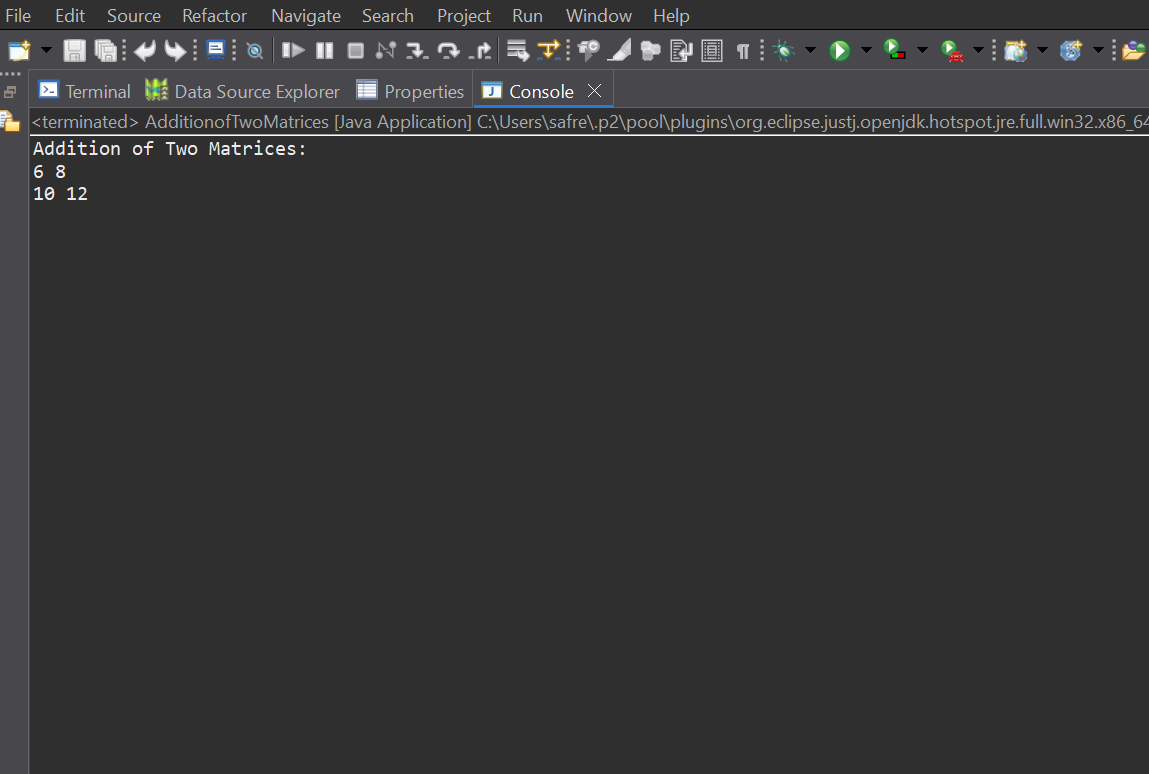 File Edit Source Refactor Navigate Search Project Run Window Help
Terminal Data Source Explorer Properties Console
<terminated> AdditionofTwoMatrices [Java Application] C:\Users\safre\.p2\pool\plugins\org.eclipse.justj.openjdk.hotspot.jre.full.win32.x86_64
Addition of Two Matrices:
6 8
10 12